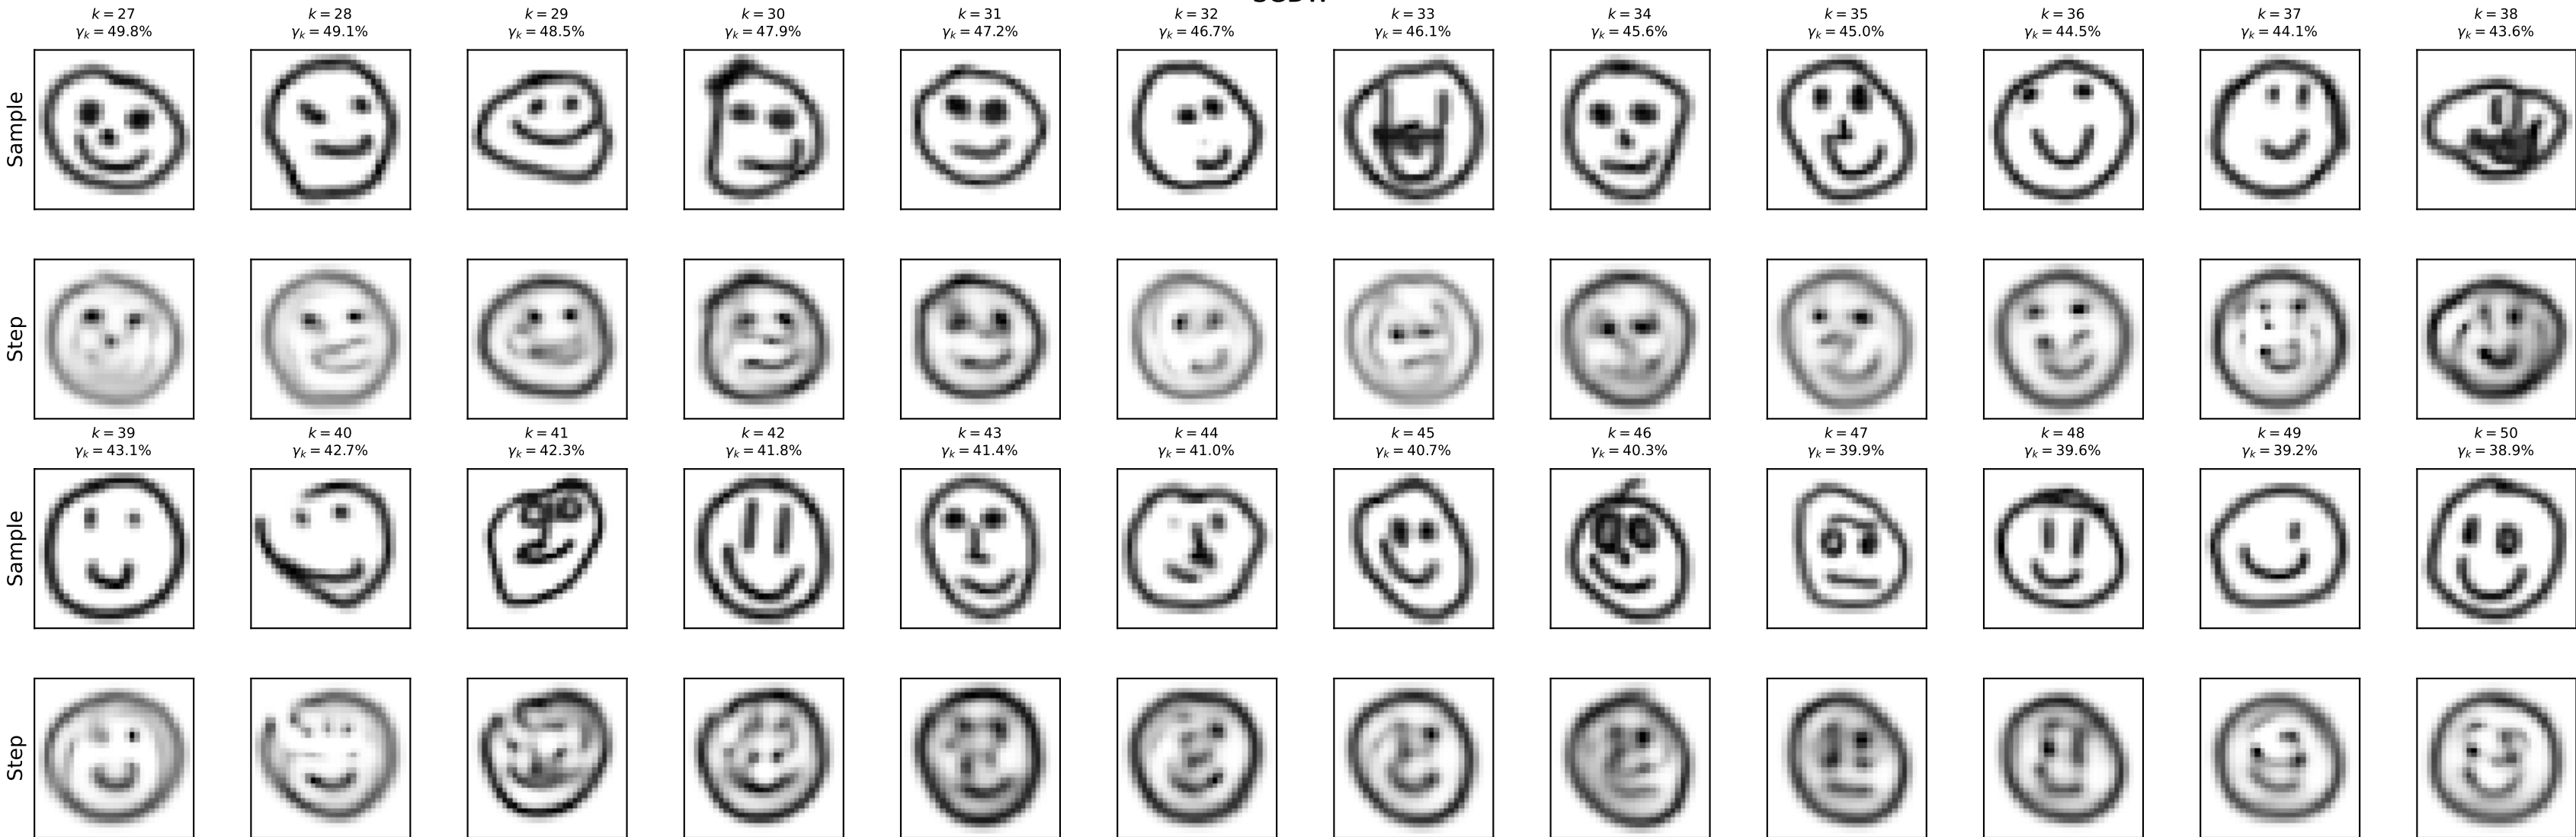 k = 27 k = 28 k = 29 k = 30 k = 31 k = 32 k = 33 k = 34 k = 35 k = 36 k = 37 k = 38
γk = 49.8% γk = 49.1% γk = 48.5% γk = 47.9% γk = 47.2% γk = 46.7% γk = 46.1% γk = 45.6% γk = 45.0% γk = 44.5% γk = 44.1% γk = 43.6%
Sample
Step
k = 39 k = 40 k = 41 k = 42 k = 43 k = 44 k = 45 k = 46 k = 47 k = 48 k = 49 k = 50
γk = 43.1% γk = 42.7% γk = 42.3% γk = 41.8% γk = 41.4% γk = 41.0% γk = 40.7% γk = 40.3% γk = 39.9% γk = 39.6% γk = 39.2% γk = 38.9%
Sample
Step